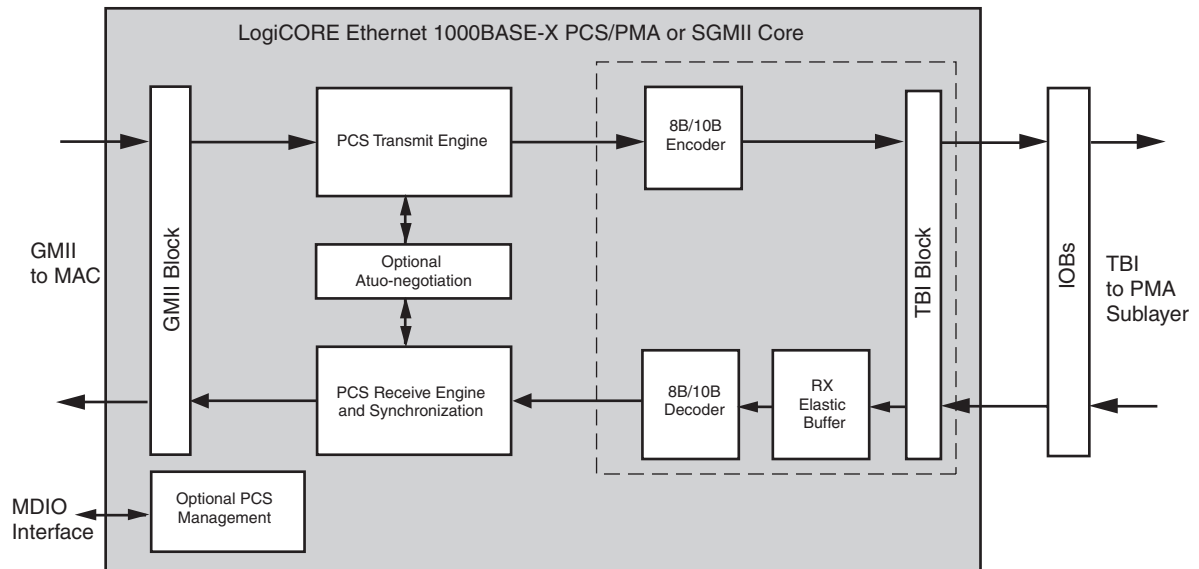 LogiCORE Ethernet 1000BASE-X PCS/PMA or SGMII Core
GMII
to MAC
GMII Block
PCS Transmit Engine
Optional
Atuo-negotiation
PCS Receive Engine
and Synchronization
8B/10B
Encoder
8B/10B
Decoder
RX
Elastic
Buffer
TBI Block
IOBs
TBI
to PMA
Sublayer
MDIO
Interface
Optional PCS
Management